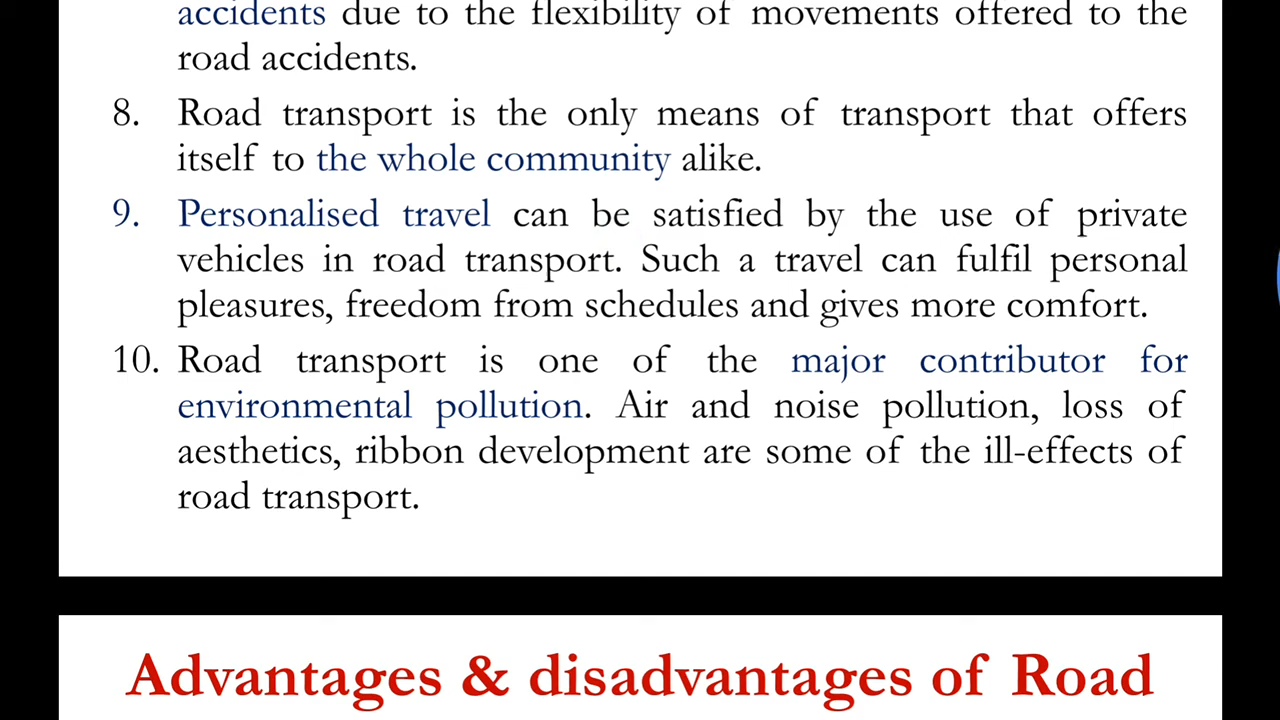 accidents due to the flexibility of movements offered to the
road accidents.
8. Road transport is the only means of transport that offers
itself to the whole community alike.
9. Personalised travel can be satisfied by the use of private
vehicles in road transport. Such a travel can fulfil personal
pleasures, freedom from schedules and gives more comfort.
10. Road transport is one of the major contributor for
environmental pollution. Air and noise pollution, loss of
aesthetics, ribbon development are some of the ill-effects of
road transport.
Advantages & disadvantages of Road